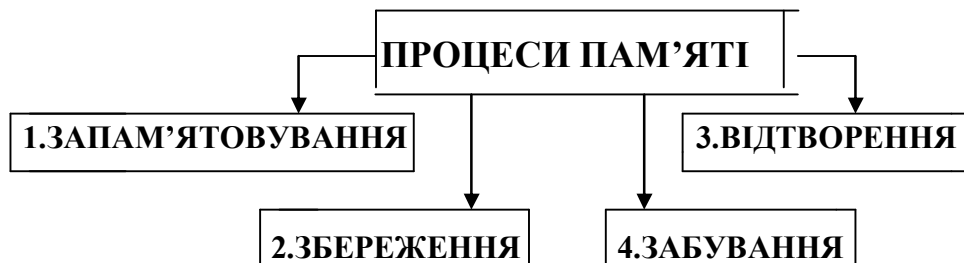 ПРОЦЕСИ ПАМ’ЯТІ
1.ЗАПАМ’ЯТОВУВАННЯ
3.ВІДТВОРЕННЯ
2.ЗБЕРЕЖЕННЯ
4.ЗАБУВАННЯ